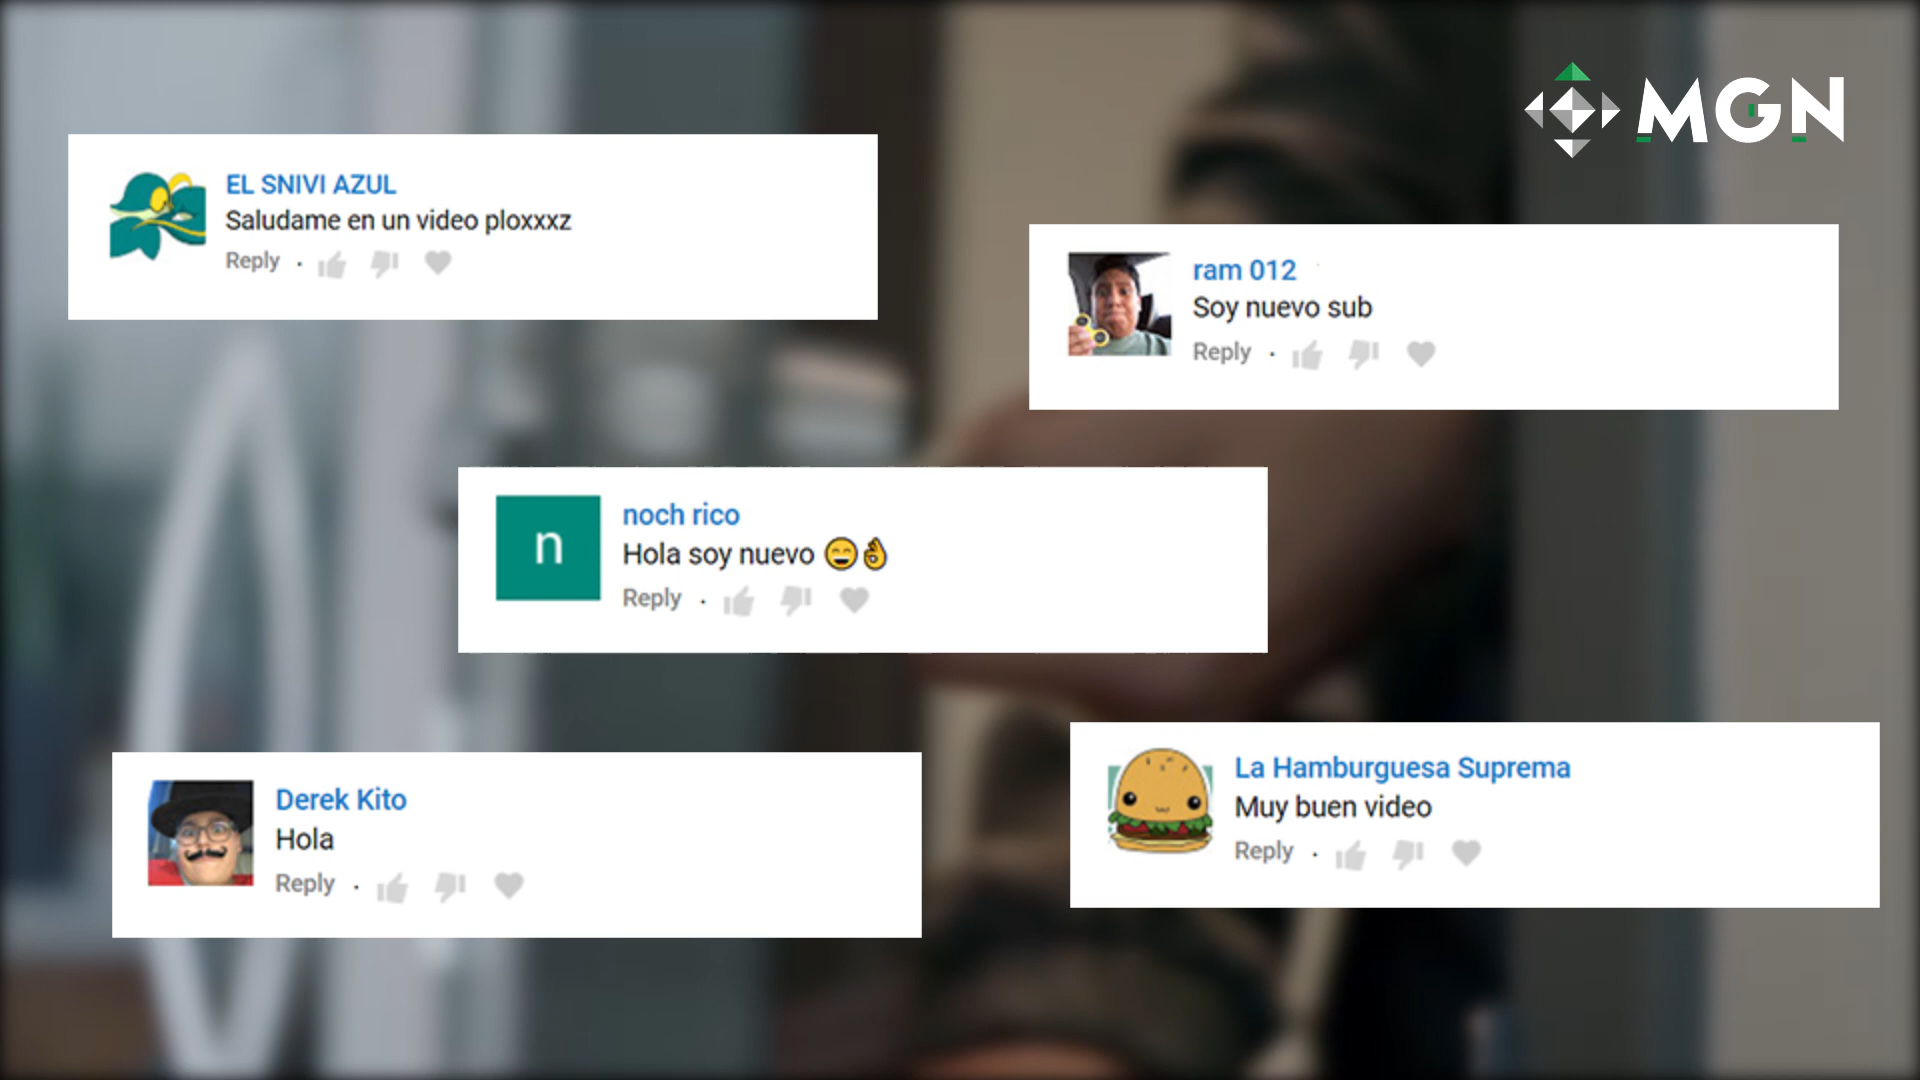 MGN
EL SNIVI AZUL
Saludame en un video ploxxxz
Reply ·
ram 012
Soy nuevo sub
Reply ·
n
noch rico
Hola soy nuevo 😄👌
Reply ·
Derek Kito
Hola
Reply ·
La Hamburguesa Suprema
Muy buen video
Reply ·